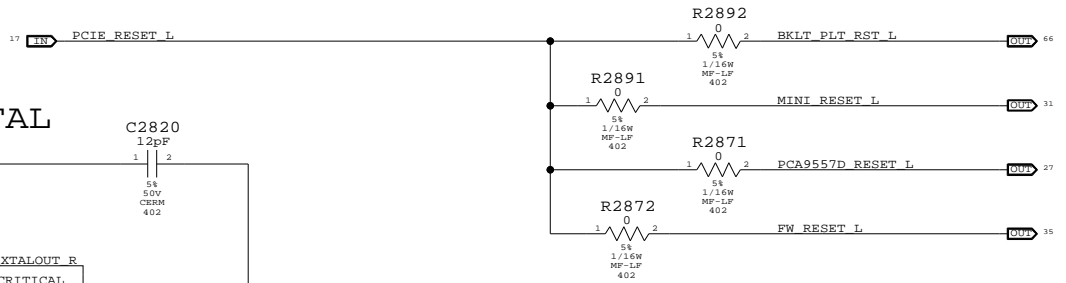 R2892
0
17 IN PCIE_RESET_L 1 2 BKLT_PLT_RST_L OUT 66
5%
1/16W
MF-LF
402
R2891
0
1 2 MINI_RESET_L OUT 31
5%
1/16W
MF-LF
402
TAL
C2820
12pF
1 2
5%
50V
CERM
402
R2871
0
1 2 PCA9557D_RESET_L OUT 27
5%
1/16W
MF-LF
402
R2872
0
1 2 FW_RESET_L OUT 35
5%
1/16W
MF-LF
402
XTALOUT_R
CRITICAL